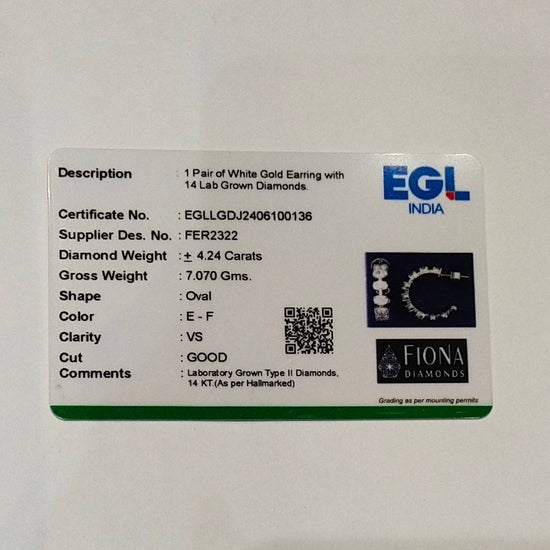 Description : 1 Pair of White Gold Earring with
14 Lab Grown Diamonds.
Certificate No. : EGLLGDJ2406100136
Supplier Des. No. : FER2322
Diamond Weight : ± 4.24 Carats
Gross Weight : 7.070 Gms.
Shape : Oval
Color : E - F
Clarity : VS
Cut : GOOD
Comments : Laboratory Grown Type II Diamonds,
14 KT.(As per Hallmarked)
EGL
INDIA
FIONA
DIAMONDS
Grading as per mounting permits